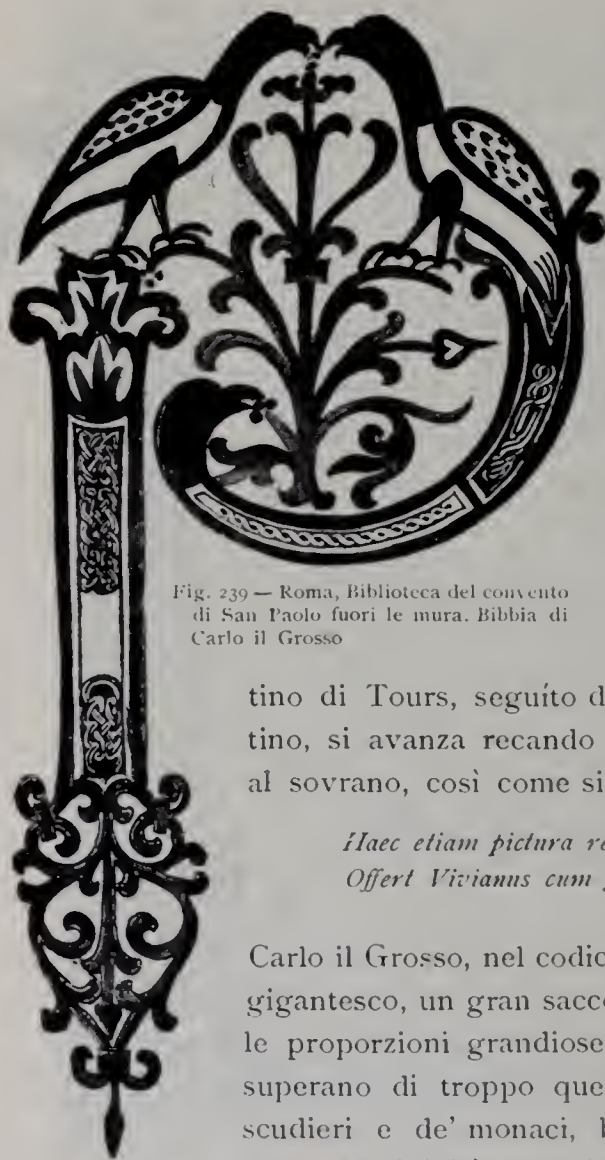 Fig. 239 — Roma, Biblioteca del convento
di San Paolo fuori le mura. Bibbia di
Carlo il Grosso
tino di Tours, seguíto d
tino, si avanza recando
al sovrano, così come si
Haec etiam pictura re
Offert Vivianus cum
Carlo il Grosso, nel codic
gigantesco, un gran sacc
le proporzioni grandiose
superano di troppo que
scudieri e de' monaci, b